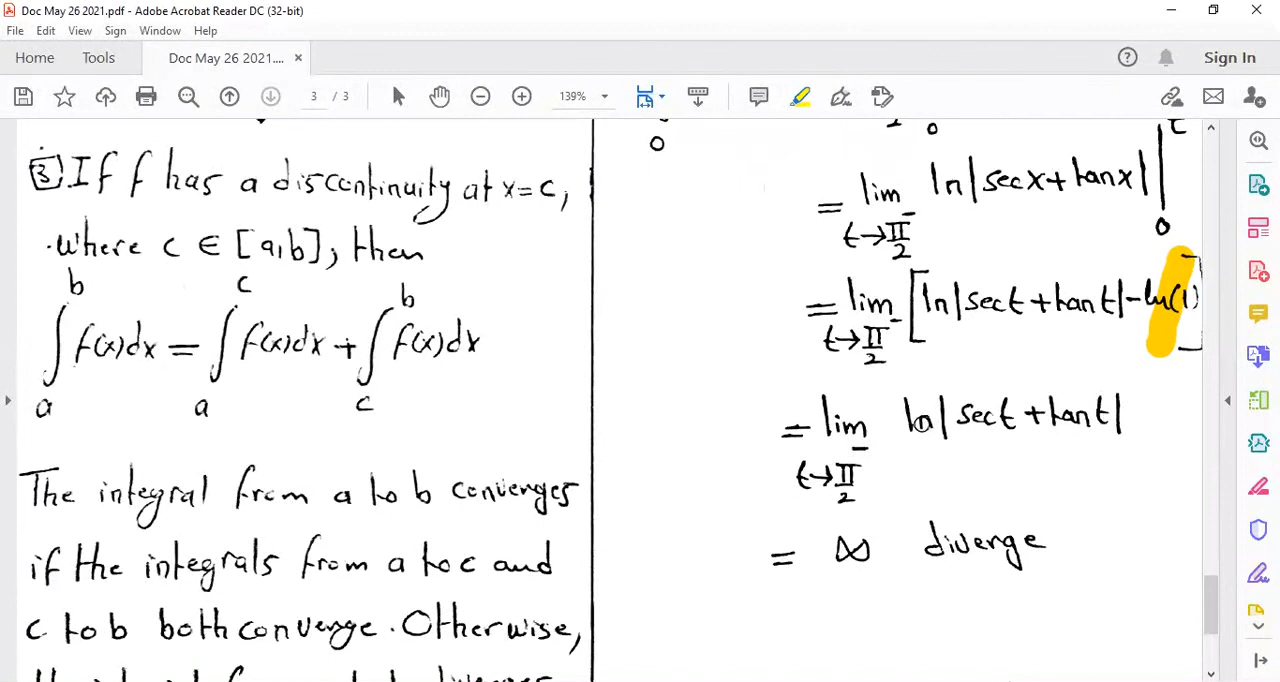 Doc May 26 2021.pdf - Adobe Acrobat Reader DC (32-bit)
File Edit View Sign Window Help
Home Tools Doc May 26 2021.... × Sign In
3 / 3 139%
3 If f has a discontinuity at x=c,
where c ∈ [a,b], then
∫_a^b f(x)dx = ∫_a^c f(x)dx + ∫_c^b f(x)dx
The integral from a to b converges
if the integrals from a to c and
c to b both converge. Otherwise,
0
0
= lim_{t→π/2^-} ln|secx+tanx| |_0^t
= lim_{t→π/2^-} [ln|sect+tant|-ln(1)]
= lim_{t→π/2^-} ln|sect+tant|
= ∞ diverge